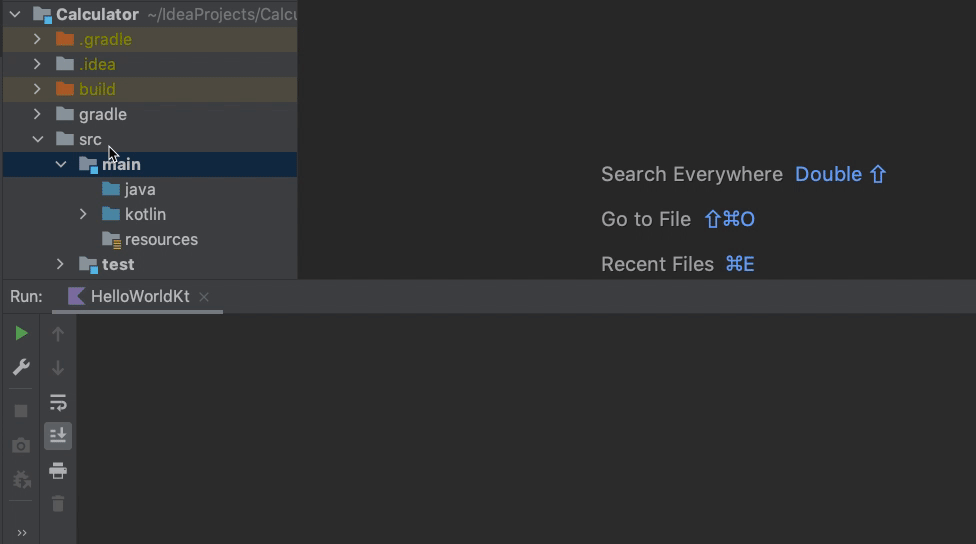 Calculator ~/IdeaProjects/Calcu
.gradle
.idea
build
gradle
src
main
java
kotlin
resources
test
Search Everywhere Double ⇧
Go to File ⇧⌘O
Recent Files ⌘E
Run: HelloWorldKt